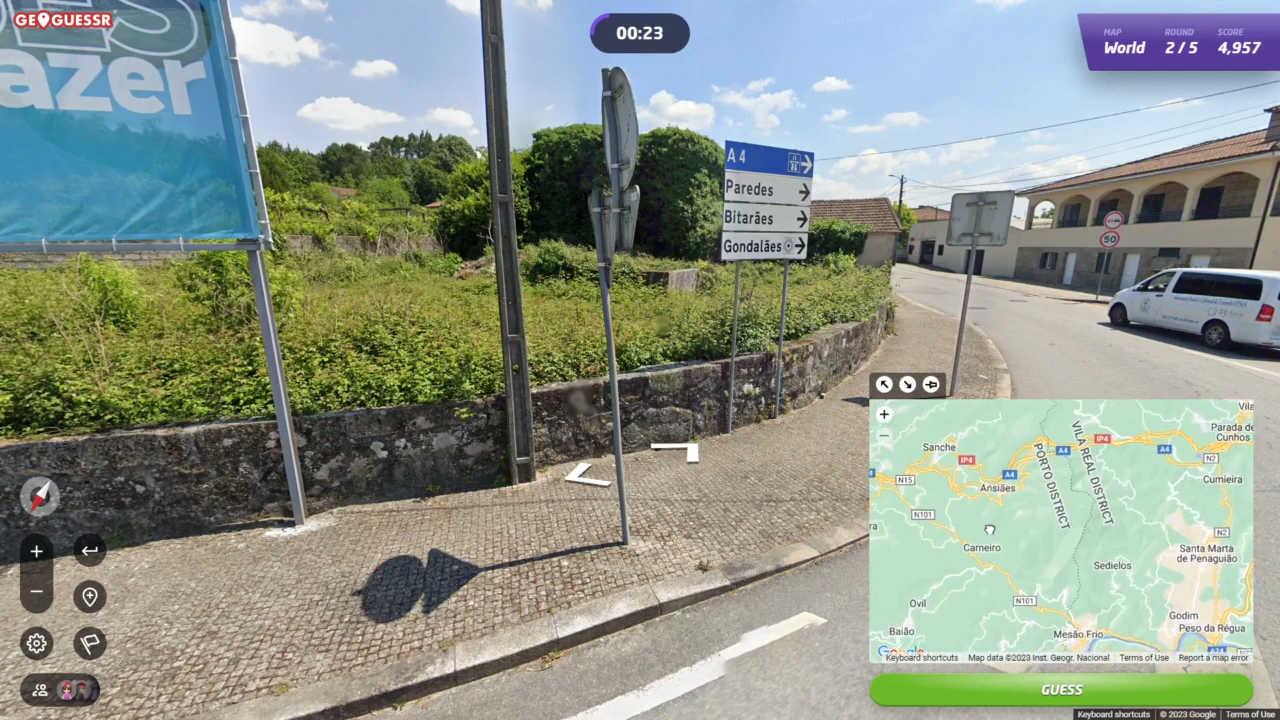 GEOGUESSR
00:23
MAP
World
ROUND
2 / 5
SCORE
4,957
azer
A 4
Paredes
Bitarães
Gondalães
50
+
−
Vila
Parada de
Cunhos
Sanche
IP4
A4
IP4
A4
N2
N15
A4
Ansiães
Cumieira
N101
PORTO DISTRICT
VILA REAL DISTRICT
N2
Carneiro
Santa Marta
de Penaguião
Sedielos
Ovil
N101
Godim
Baião
Mesão Frio
Peso da Régua
Google
A24
Keyboard shortcuts
Map data ©2023 Inst. Geogr. Nacional
Terms of Use
Report a map error
GUESS
Keyboard shortcuts
© 2023 Google
Terms of Use